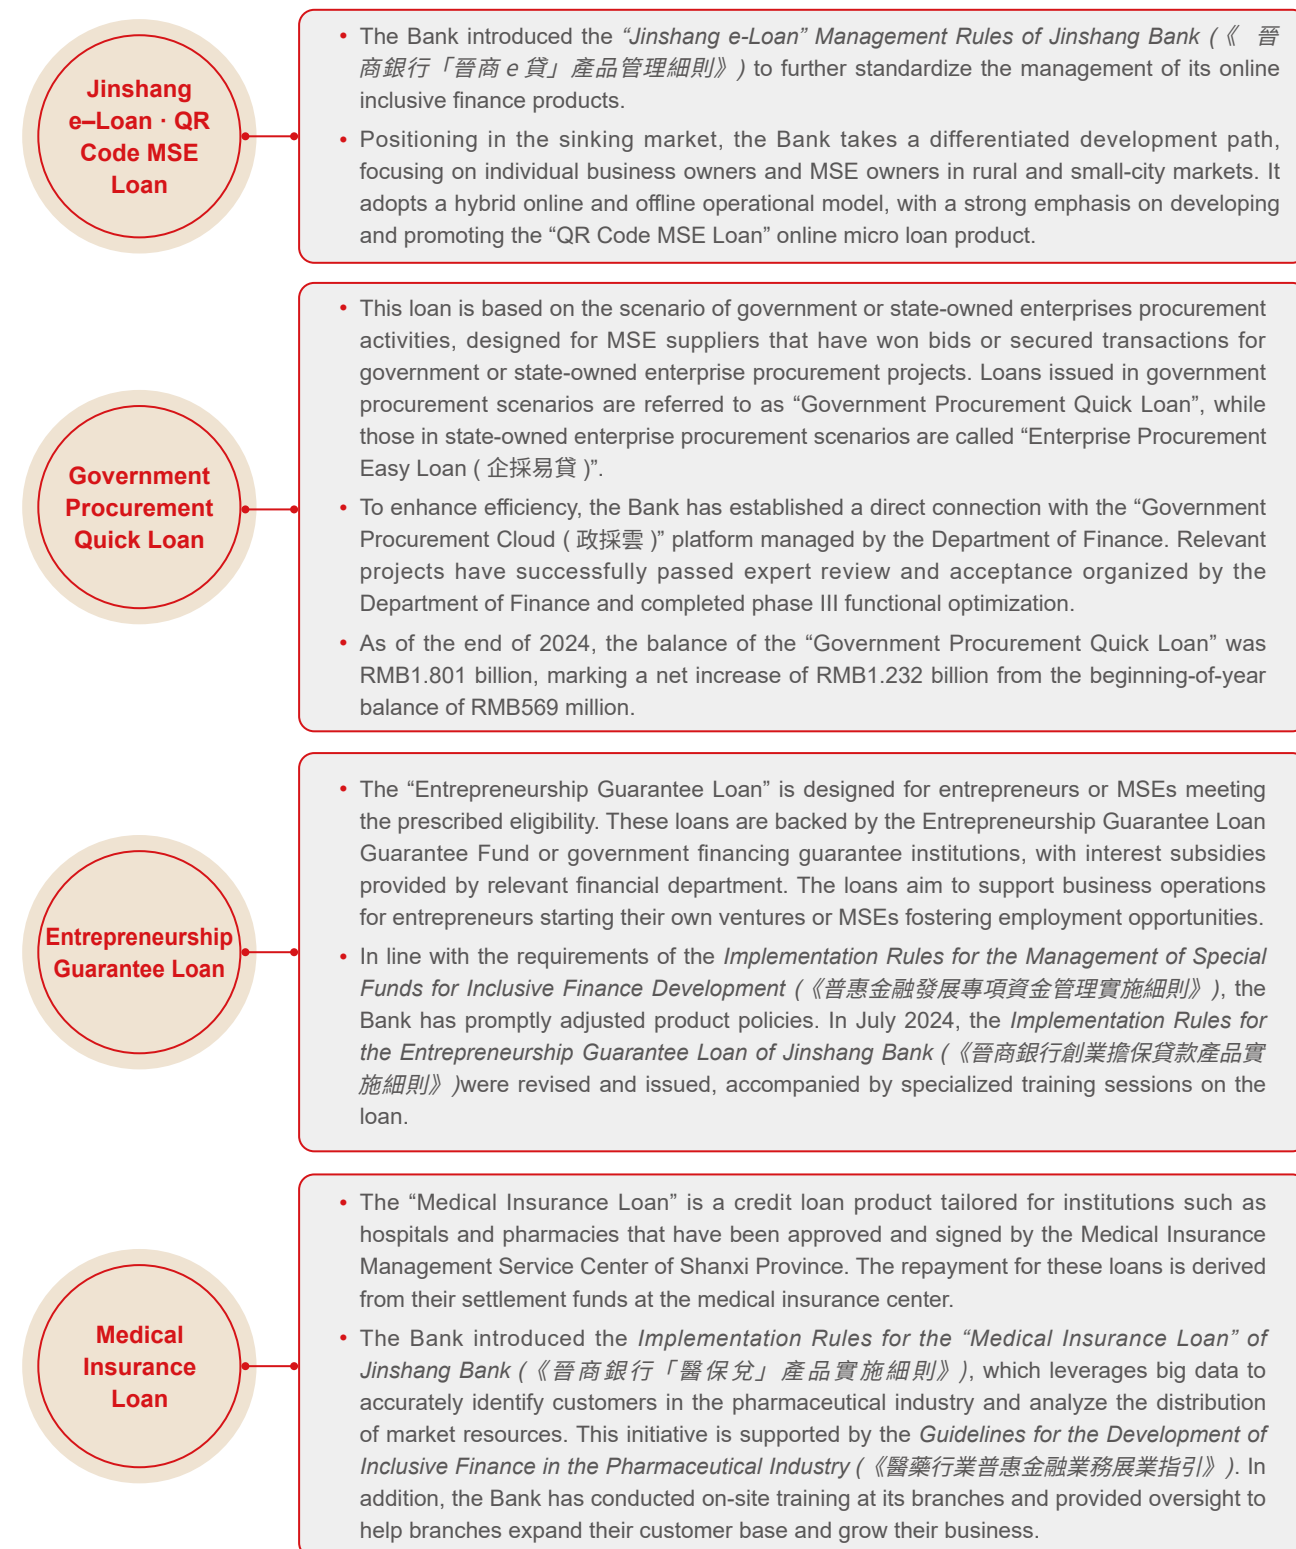 Jinshang
e–Loan · QR
Code MSE
Loan
• The Bank introduced the “Jinshang e-Loan” Management Rules of Jinshang Bank (《 晉
商銀行「晉商 e 貸」產品管理細則》) to further standardize the management of its online
inclusive finance products.
• Positioning in the sinking market, the Bank takes a differentiated development path,
focusing on individual business owners and MSE owners in rural and small-city markets. It
adopts a hybrid online and offline operational model, with a strong emphasis on developing
and promoting the “QR Code MSE Loan” online micro loan product.
Government
Procurement
Quick Loan
• This loan is based on the scenario of government or state-owned enterprises procurement
activities, designed for MSE suppliers that have won bids or secured transactions for
government or state-owned enterprise procurement projects. Loans issued in government
procurement scenarios are referred to as “Government Procurement Quick Loan”, while
those in state-owned enterprise procurement scenarios are called “Enterprise Procurement
Easy Loan ( 企採易貸 )”.
• To enhance efficiency, the Bank has established a direct connection with the “Government
Procurement Cloud ( 政採雲 )” platform managed by the Department of Finance. Relevant
projects have successfully passed expert review and acceptance organized by the
Department of Finance and completed phase III functional optimization.
• As of the end of 2024, the balance of the “Government Procurement Quick Loan” was
RMB1.801 billion, marking a net increase of RMB1.232 billion from the beginning-of-year
balance of RMB569 million.
Entrepreneurship
Guarantee Loan
• The “Entrepreneurship Guarantee Loan” is designed for entrepreneurs or MSEs meeting
the prescribed eligibility. These loans are backed by the Entrepreneurship Guarantee Loan
Guarantee Fund or government financing guarantee institutions, with interest subsidies
provided by relevant financial department. The loans aim to support business operations
for entrepreneurs starting their own ventures or MSEs fostering employment opportunities.
• In line with the requirements of the Implementation Rules for the Management of Special
Funds for Inclusive Finance Development (《普惠金融發展專項資金管理實施細則》), the
Bank has promptly adjusted product policies. In July 2024, the Implementation Rules for
the Entrepreneurship Guarantee Loan of Jinshang Bank (《晉商銀行創業擔保貸款產品實
施細則》)were revised and issued, accompanied by specialized training sessions on the
loan.
Medical
Insurance
Loan
• The “Medical Insurance Loan” is a credit loan product tailored for institutions such as
hospitals and pharmacies that have been approved and signed by the Medical Insurance
Management Service Center of Shanxi Province. The repayment for these loans is derived
from their settlement funds at the medical insurance center.
• The Bank introduced the Implementation Rules for the “Medical Insurance Loan” of
Jinshang Bank (《晉商銀行「醫保兌」產品實施細則》), which leverages big data to
accurately identify customers in the pharmaceutical industry and analyze the distribution
of market resources. This initiative is supported by the Guidelines for the Development of
Inclusive Finance in the Pharmaceutical Industry (《醫藥行業普惠金融業務展業指引》). In
addition, the Bank has conducted on-site training at its branches and provided oversight to
help branches expand their customer base and grow their business.